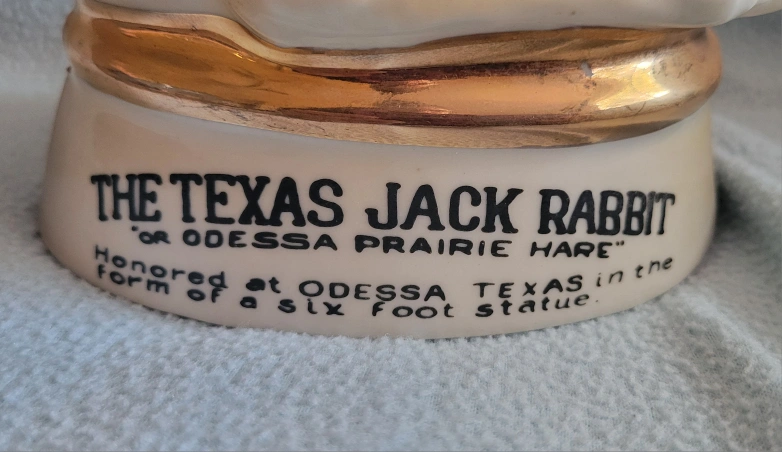 THE TEXAS JACK RABBIT
"OR ODESSA PRAIRIE HARE"
Honored at ODESSA TEXAS in the
form of a six foot statue.